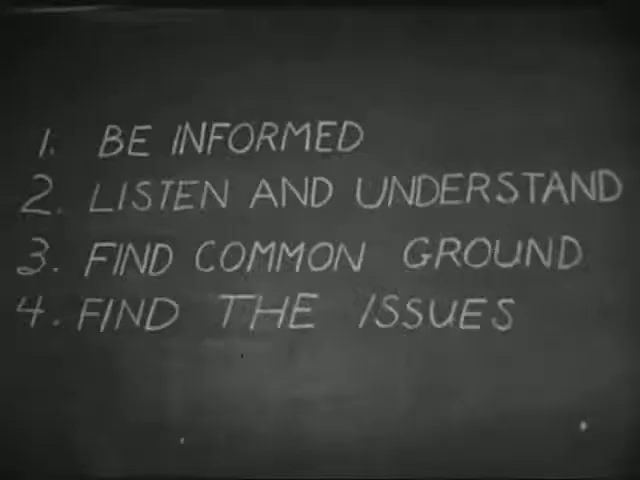 1. BE INFORMED
2. LISTEN AND UNDERSTAND
3. FIND COMMON GROUND
4. FIND THE ISSUES